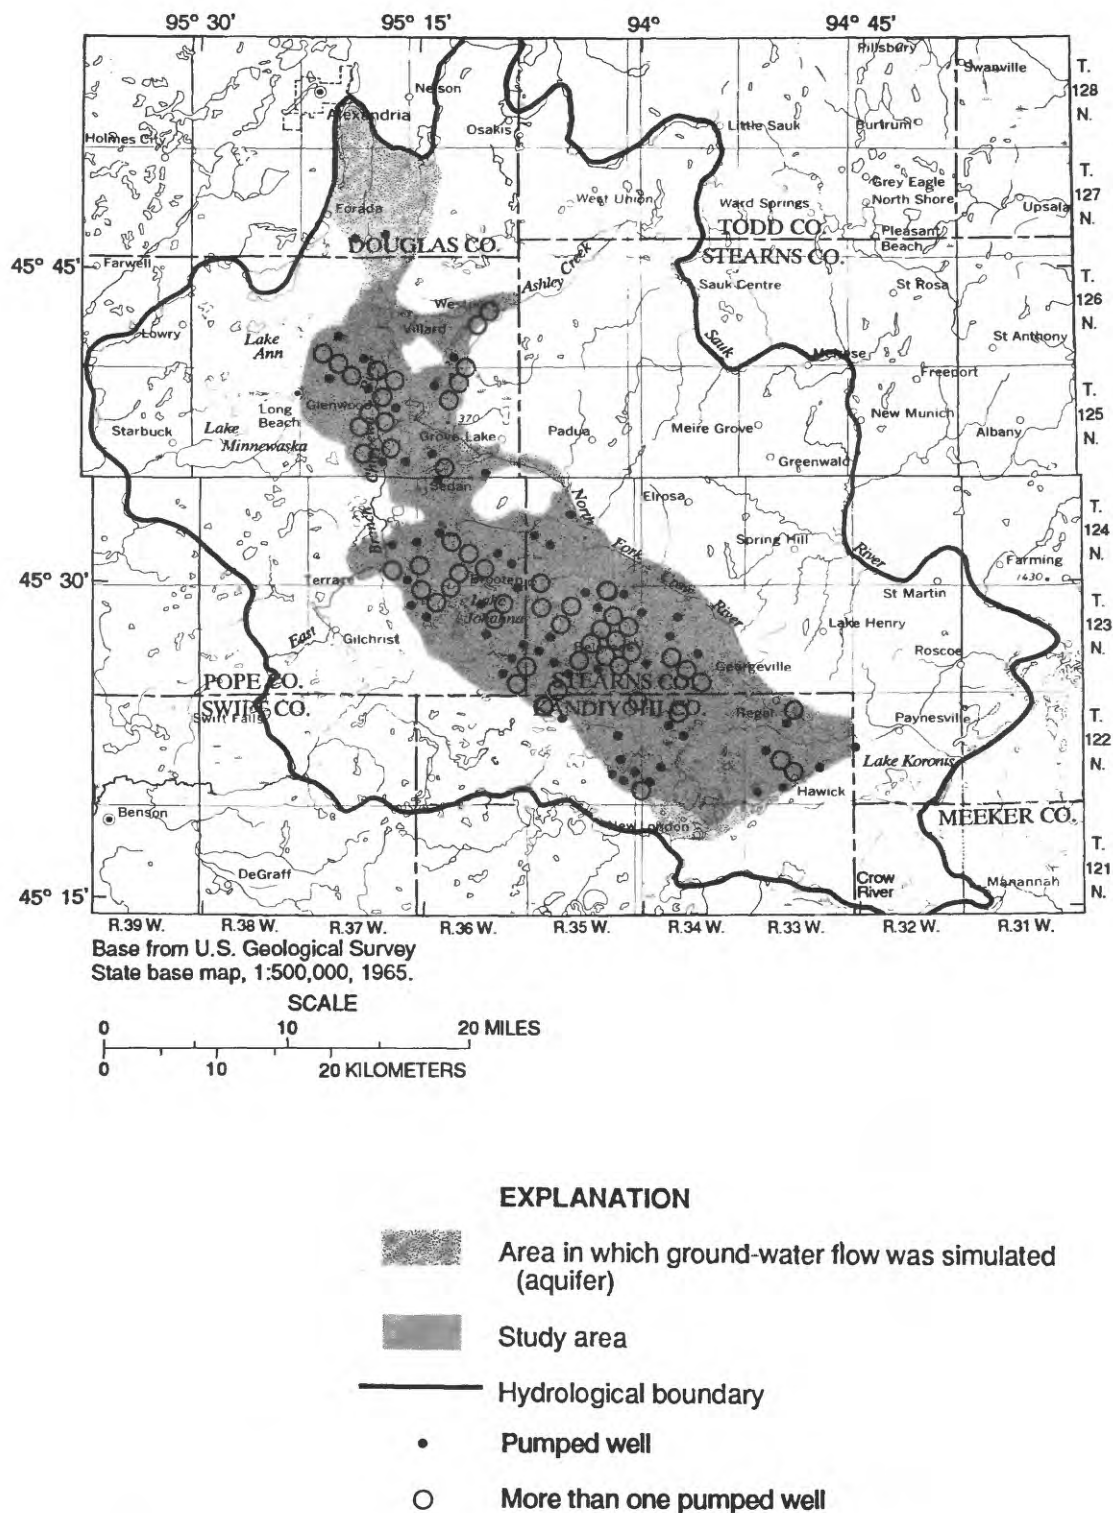 95° 30′ 95° 15′ 94° 94° 45′
Pillsbury
Swanville
T.
128
N.
Nelson
Alexandria
Osakis
Little Sauk
Burtrum
Holmes City
T.
127
N.
Grey Eagle
West Union
Ward Springs
North Shore
Upsala
Forada
TODD CO.
Pleasant
Beach
DOUGLAS CO.
STEARNS CO.
45° 45′
Farwell
Ashley Creek
Sauk Centre
St Rosa
T.
126
N.
Villard
Lowry
Lake
Ann
Sauk
St Anthony
Melrose
Freeport
Long
Beach
Glenwood
370
New Munich
T.
125
N.
Starbuck
Lake
Minnewaska
Grove Lake
Padua
Meire Grove
Albany
Greenwald
Chippewa
Sedan
North
Elrosa
T.
124
N.
Branch
Fork
Spring Hill
River
Farming
1430
45° 30′
Terrace
Brooten
Crow
St Martin
Lake
Johanna
River
T.
123
N.
East
Gilchrist
Lake Henry
Belgrade
Roscoe
Georgeville
POPE CO.
STEARNS CO.
SWIFT CO.
KANDIYOHI CO.
Swift Falls
Regal
Paynesville
T.
122
N.
Lake Koronis
Hawick
Benson
MEEKER CO.
New London
T.
121
N.
DeGraff
Crow
River
Manannah
45° 15′
R.39 W. R.38 W. R.37 W. R.36 W. R.35 W. R.34 W. R.33 W. R.32 W. R.31 W.
Base from U.S. Geological Survey
State base map, 1:500,000, 1965.
SCALE
0 10 20 MILES
0 10 20 KILOMETERS
EXPLANATION
Area in which ground-water flow was simulated
(aquifer)
Study area
Hydrological boundary
Pumped well
More than one pumped well